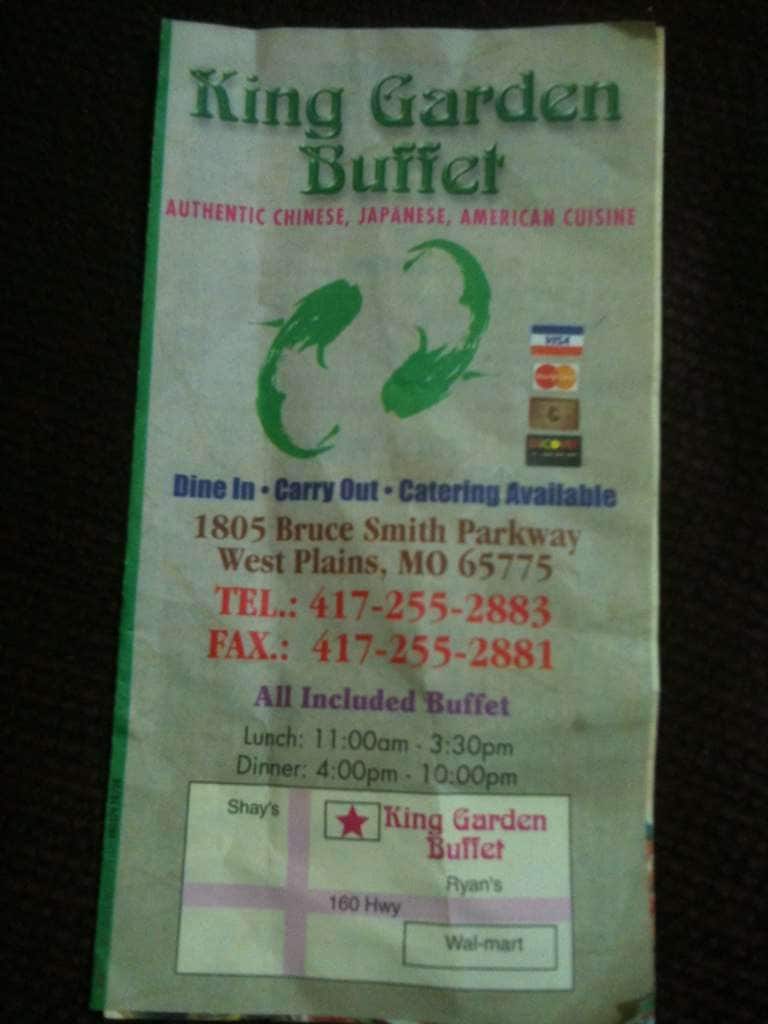 King Garden
Buffet
AUTHENTIC CHINESE, JAPANESE, AMERICAN CUISINE
VISA
Dine In • Carry Out • Catering Available
1805 Bruce Smith Parkway
West Plains, MO 65775
TEL.: 417-255-2883
FAX.: 417-255-2881
All Included Buffet
Lunch: 11:00am - 3:30pm
Dinner: 4:00pm - 10:00pm
Shay's
King Garden
Buffet
Ryan's
160 Hwy
Wal-mart